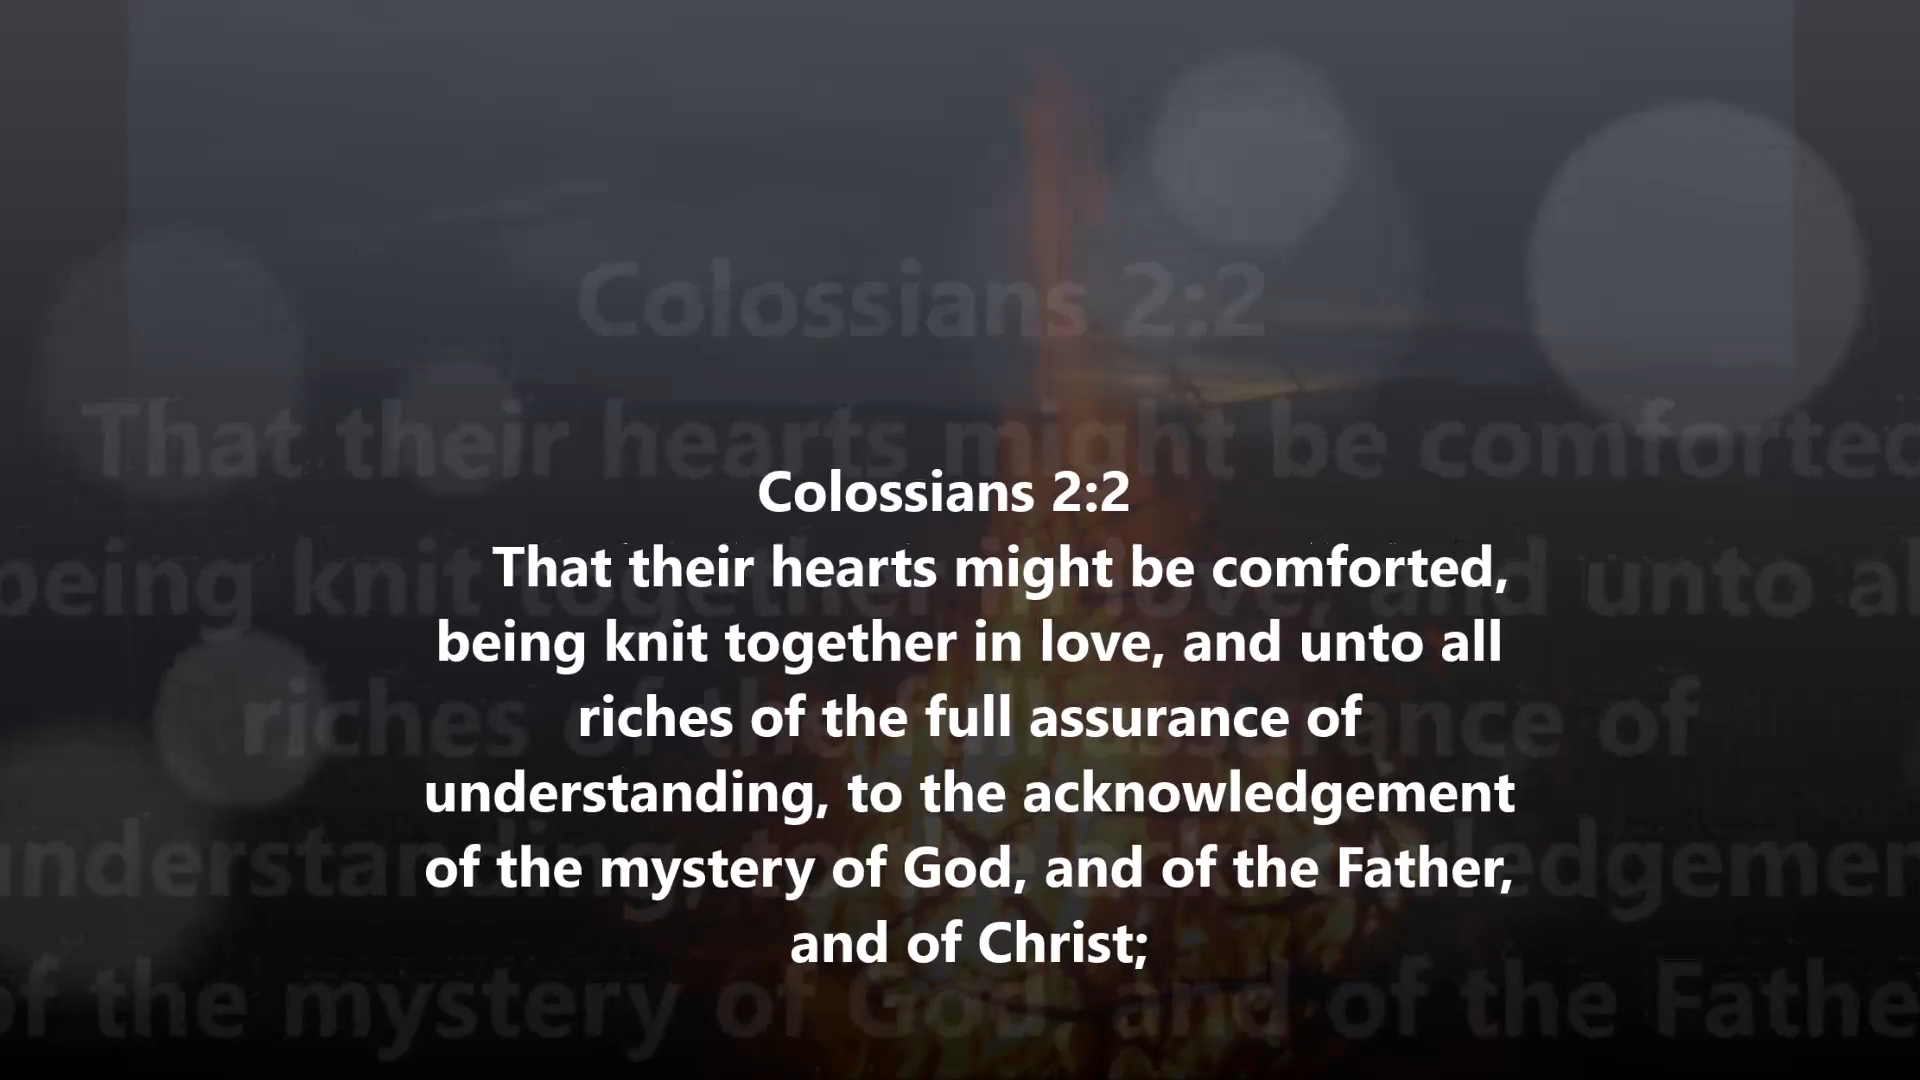 Colossians 2:2
That their hearts might be comforted,
being knit together in love, and unto all
riches of the full assurance of
understanding, to the acknowledgement
of the mystery of God, and of the Father,
and of Christ;